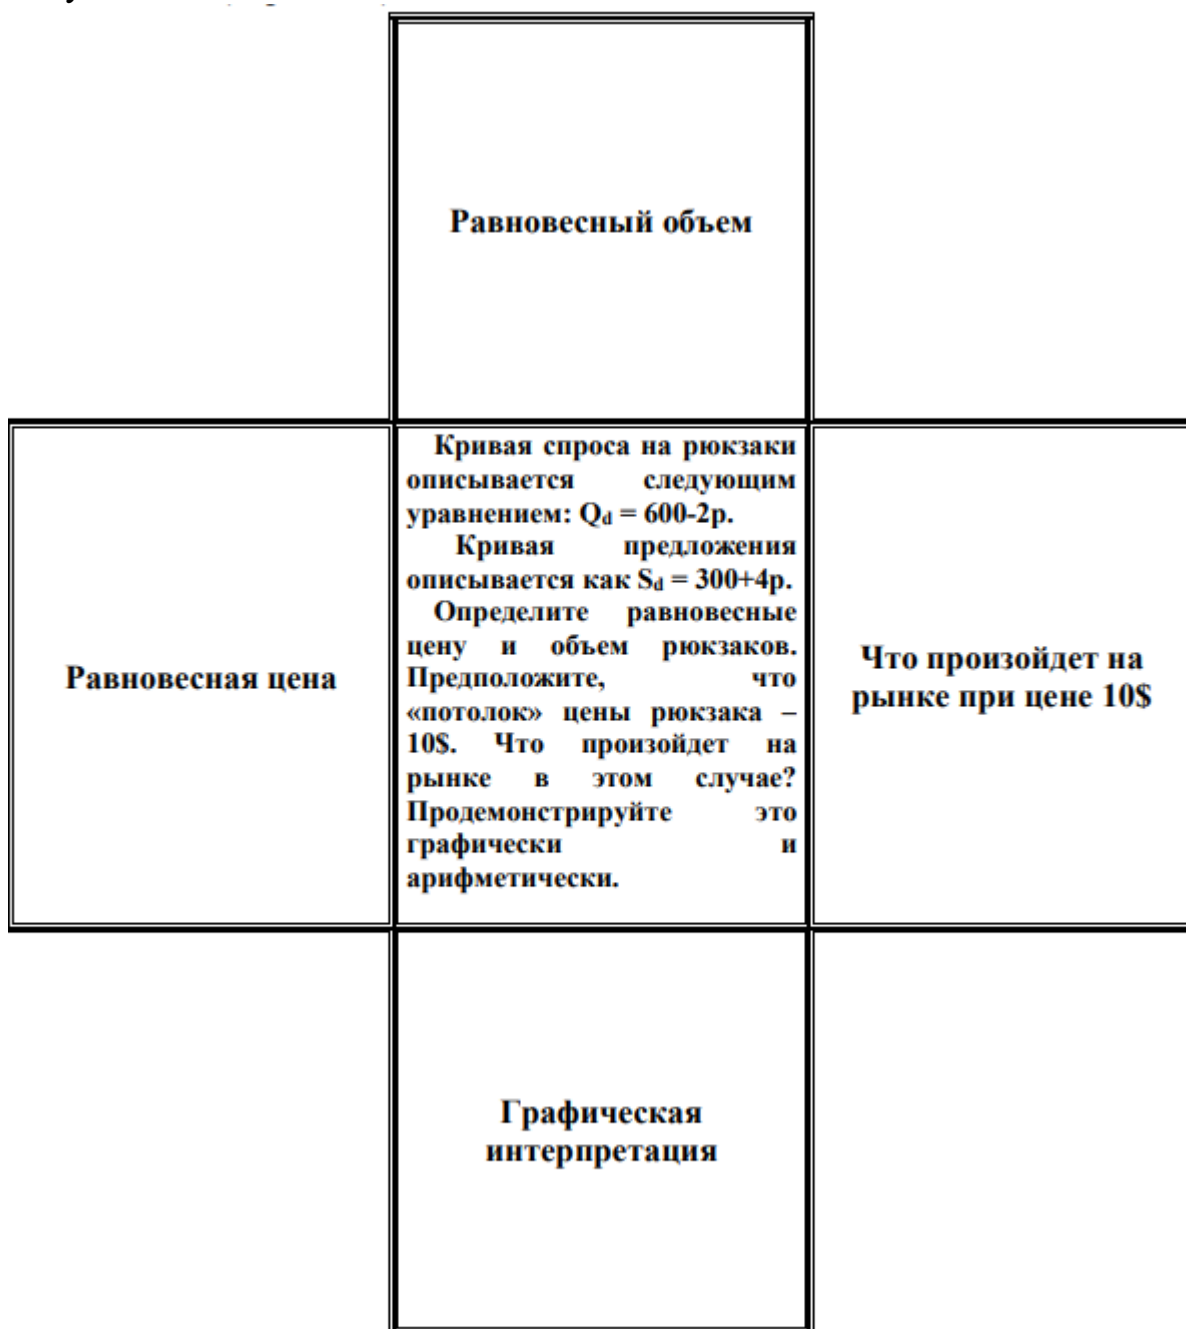 Равновесный объем
Кривая спроса на рюкзаки
описывается следующим
уравнением: Qd = 600-2p.
Кривая предложения
описывается как Sd = 300+4p.
Определите равновесные
цену и объем рюкзаков.
Предположите, что
«потолок» цены рюкзака –
10$. Что произойдет на
рынке в этом случае?
Продемонстрируйте это
графически и
арифметически.
Равновесная цена
Что произойдет на
рынке при цене 10$
Графическая
интерпретация